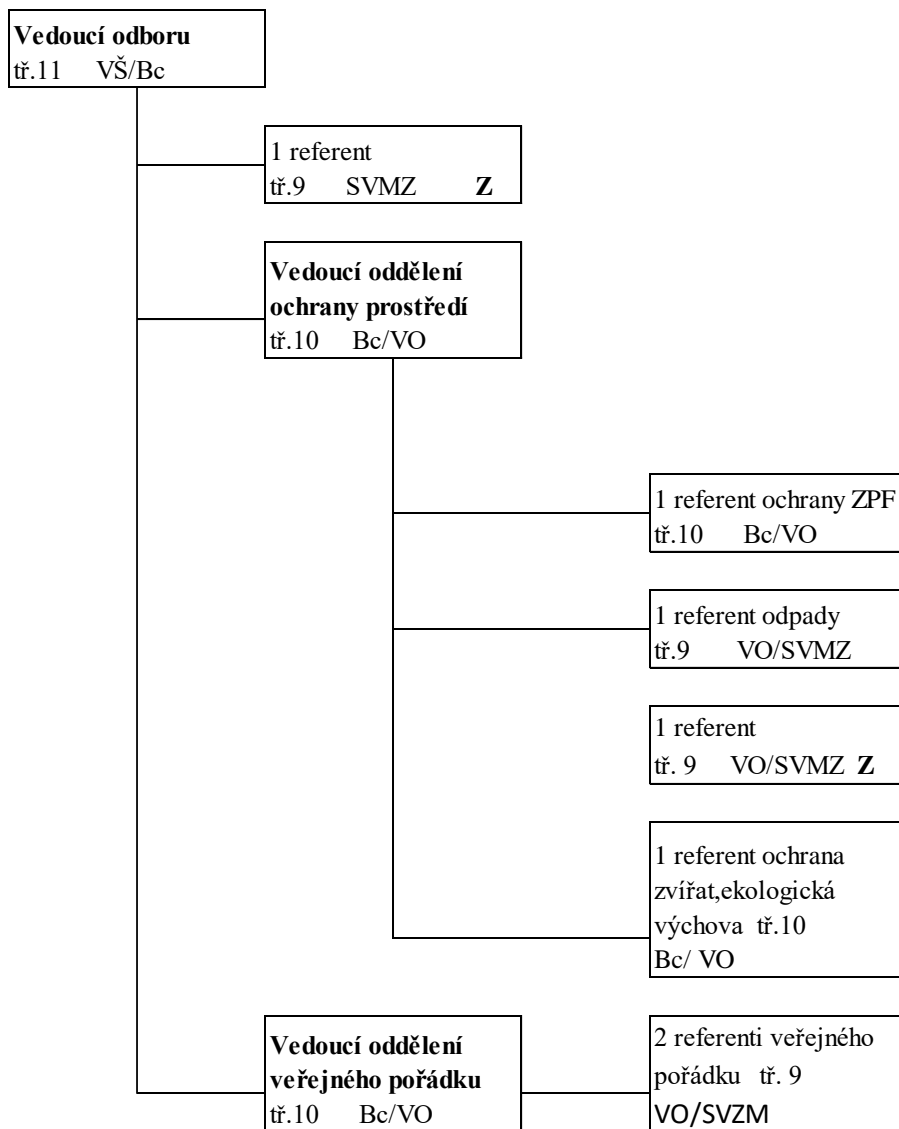 Vedoucí odboru
tř.11 VŠ/Bc
1 referent
tř.9 SVMZ Z
Vedoucí oddělení
ochrany prostředí
tř.10 Bc/VO
1 referent ochrany ZPF
tř.10 Bc/VO
1 referent odpady
tř.9 VO/SVMZ
1 referent
tř. 9 VO/SVMZ Z
1 referent ochrana
zvířat,ekologická
výchova tř.10
Bc/ VO
Vedoucí oddělení
veřejného pořádku
tř.10 Bc/VO
2 referenti veřejného
pořádku tř. 9
VO/SVZM